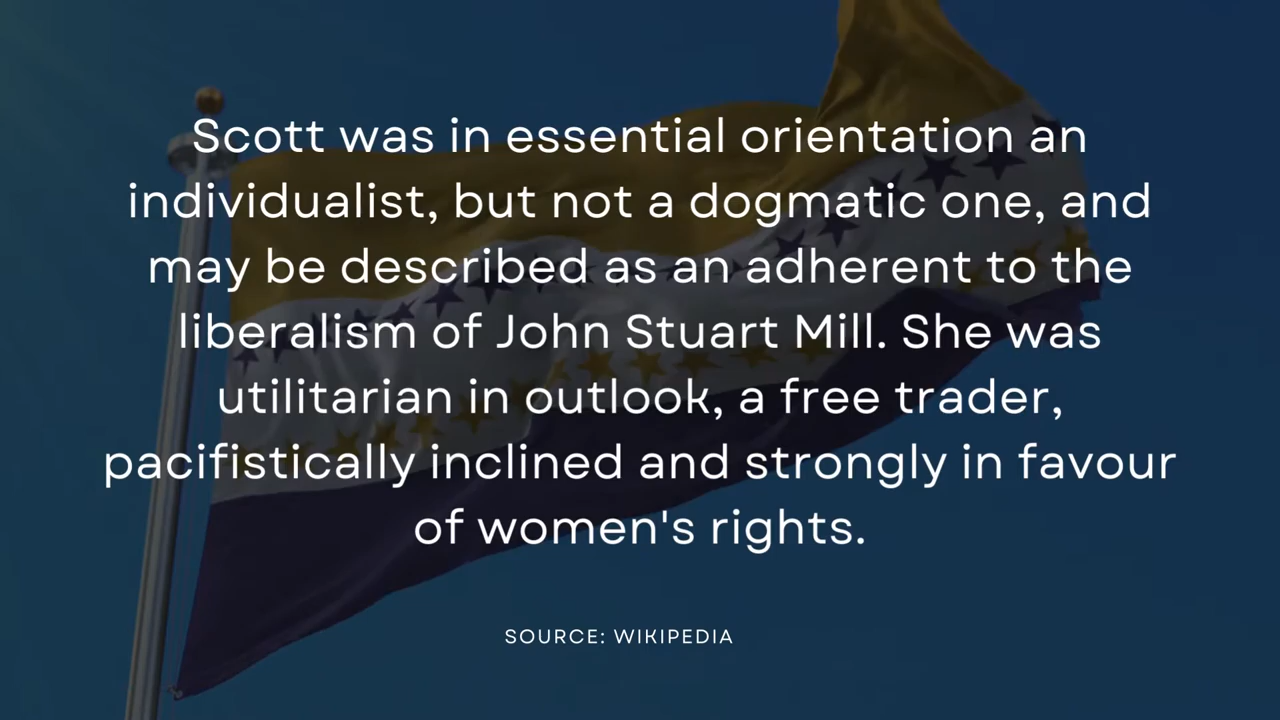 Scott was in essential orientation an
individualist, but not a dogmatic one, and
may be described as an adherent to the
liberalism of John Stuart Mill. She was
utilitarian in outlook, a free trader,
pacifistically inclined and strongly in favour
of women's rights.
SOURCE: WIKIPEDIA